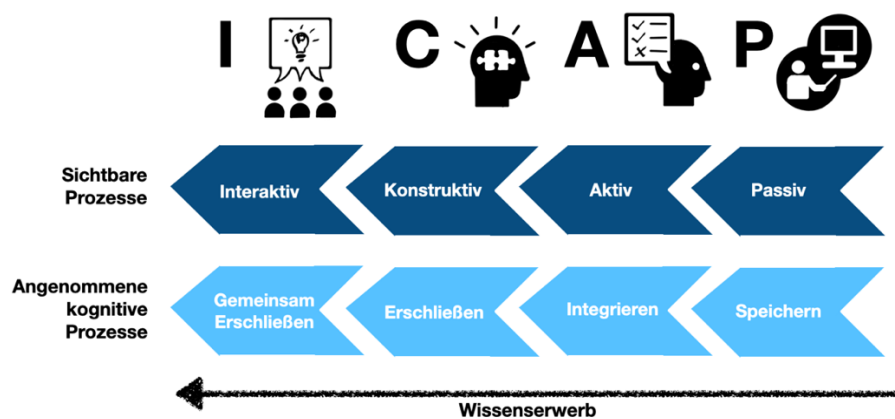 I C A P
Sichtbare
Prozesse
Interaktiv
Konstruktiv
Aktiv
Passiv
Angenommene
kognitive
Prozesse
Gemeinsam
Erschließen
Erschließen
Integrieren
Speichern
Wissenserwerb